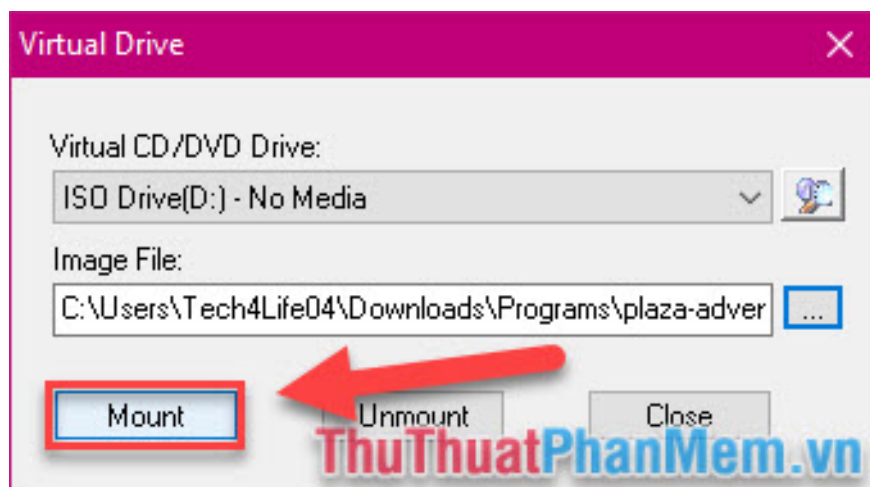 Virtual Drive
Virtual CD/DVD Drive:
ISO Drive(D:) - No Media
Image File:
C:\Users\Tech4Life04\Downloads\Programs\plaza-adver
...
Mount Unmount Close
ThuThuatPhanMem.vn